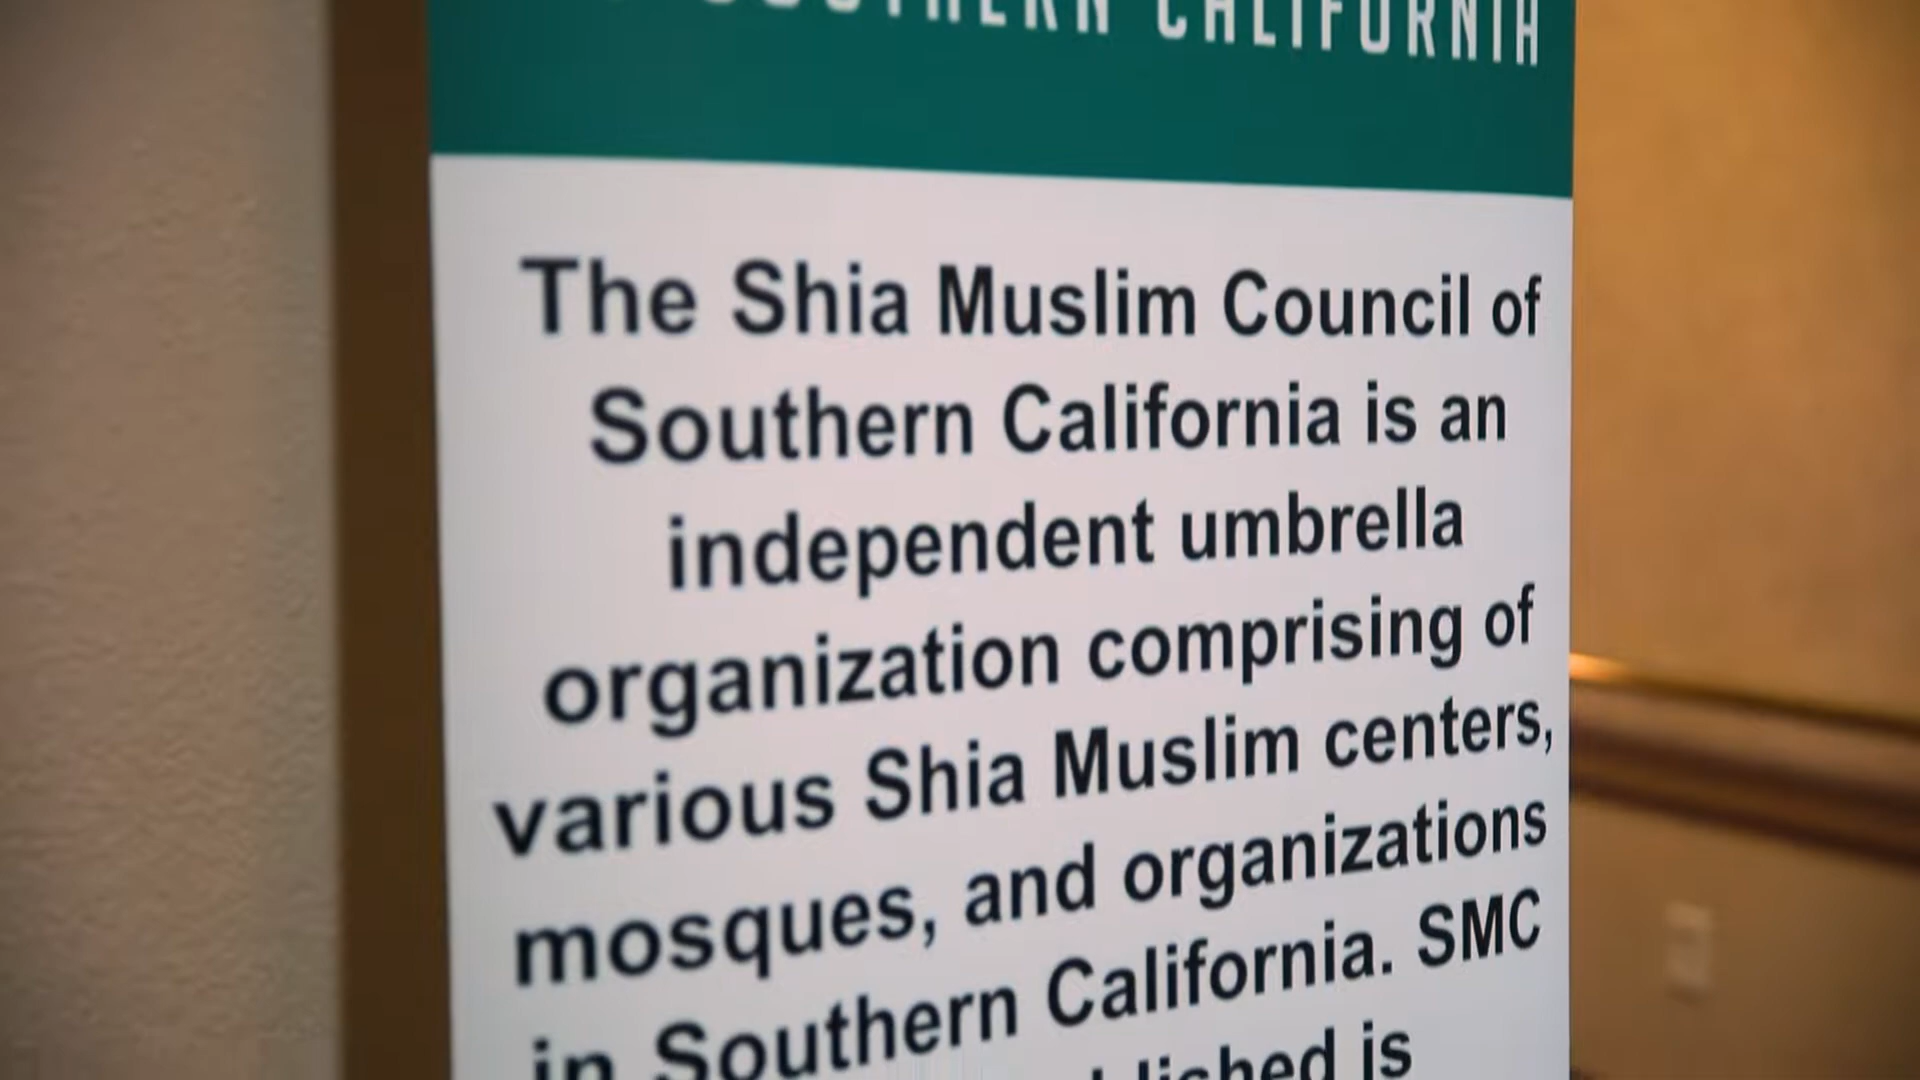 SOUTHERN CALIFORNIA
The Shia Muslim Council of
Southern California is an
independent umbrella
organization comprising of
various Shia Muslim centers,
mosques, and organizations
in Southern California. SMC
is